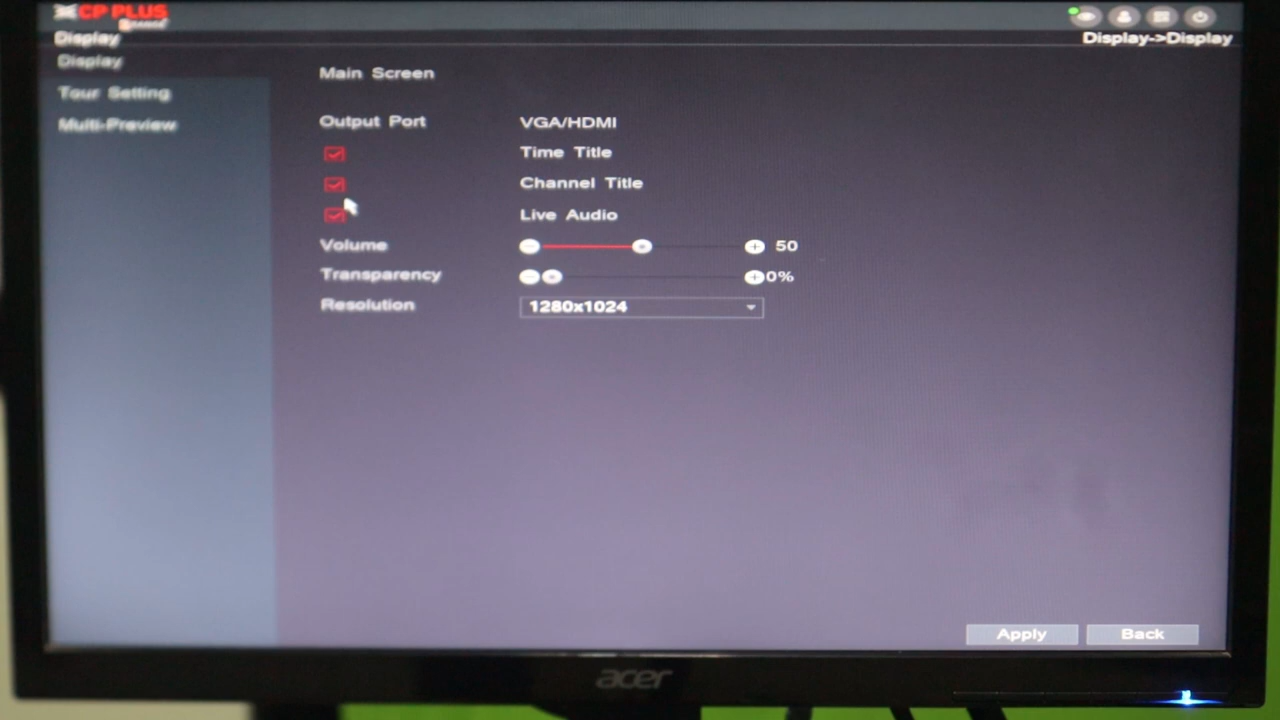 CP PLUS
Display
Display->Display
Display
Tour Setting
Multi-Preview
Main Screen
Output Port VGA/HDMI
Time Title
Channel Title
Live Audio
Volume 50
Transparency 0%
Resolution 1280x1024
Apply Back
acer